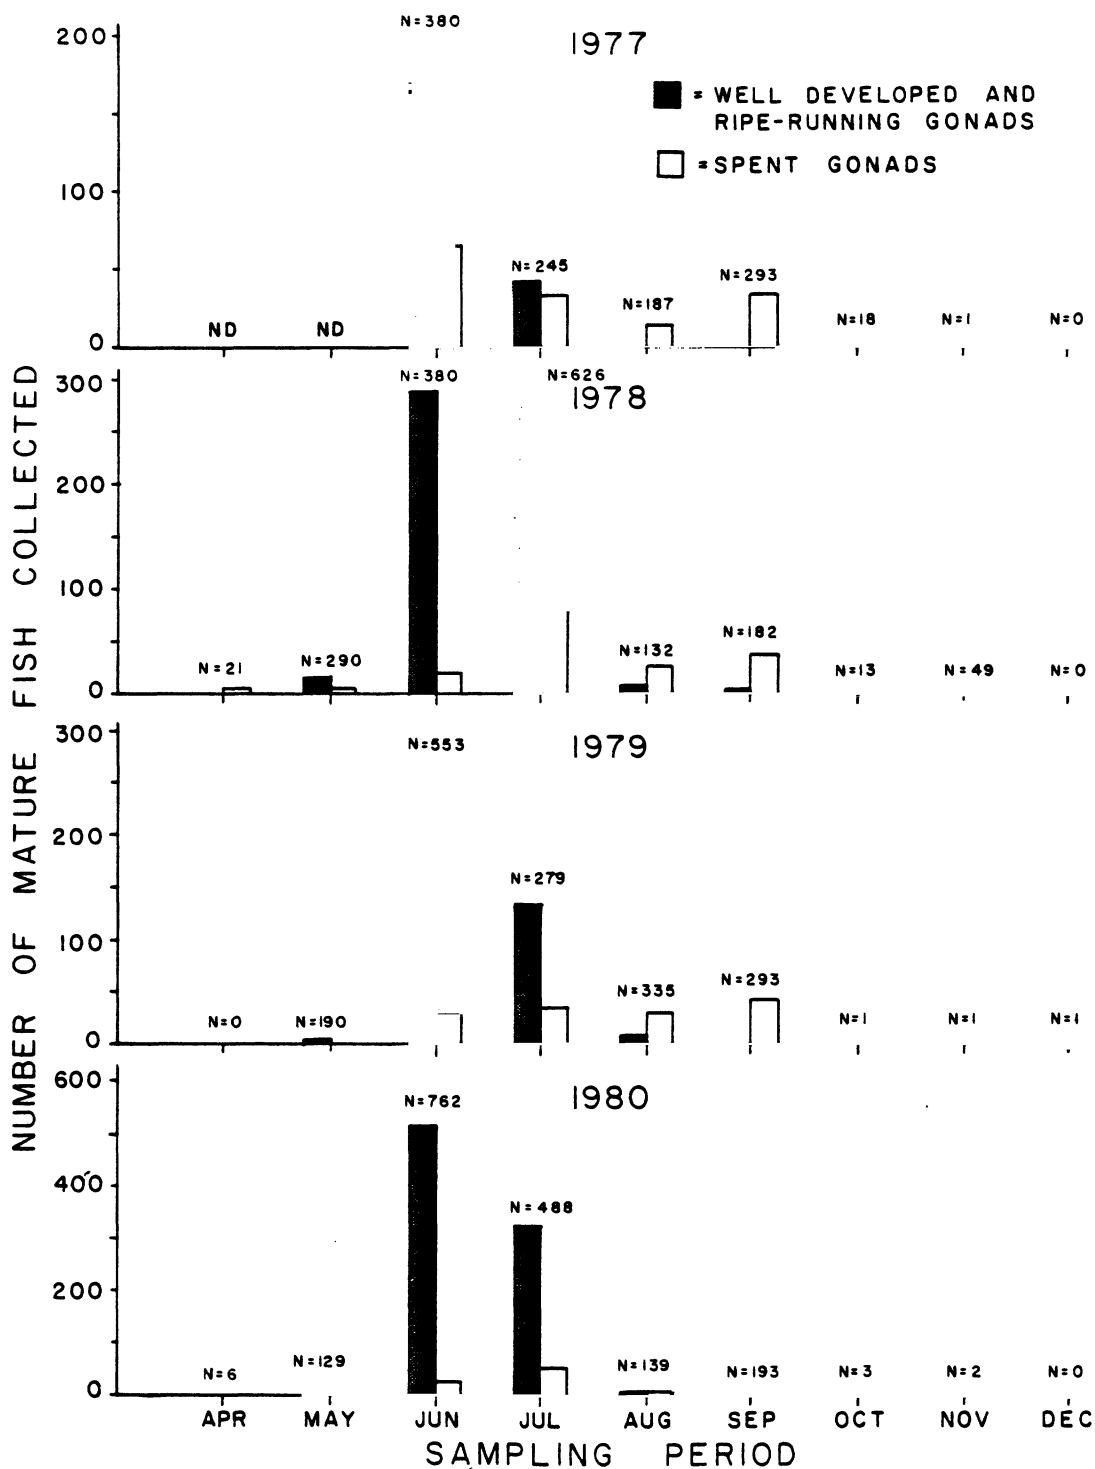 NUMBER OF MATURE FISH COLLECTED
1977
■ = WELL DEVELOPED AND
RIPE-RUNNING GONADS
□ = SPENT GONADS
200
100
0
ND
ND
N=380
N=245
N=187
N=293
N=18
N=1
N=0
1978
300
200
100
0
N=21
N=290
N=380
N=626
N=132
N=182
N=13
N=49
N=0
1979
300
200
100
0
N=0
N=190
N=553
N=279
N=335
N=293
N=1
N=1
N=1
1980
600
400
200
0
N=6
N=129
N=762
N=488
N=139
N=193
N=3
N=2
N=0
APR MAY JUN JUL AUG SEP OCT NOV DEC
SAMPLING PERIOD